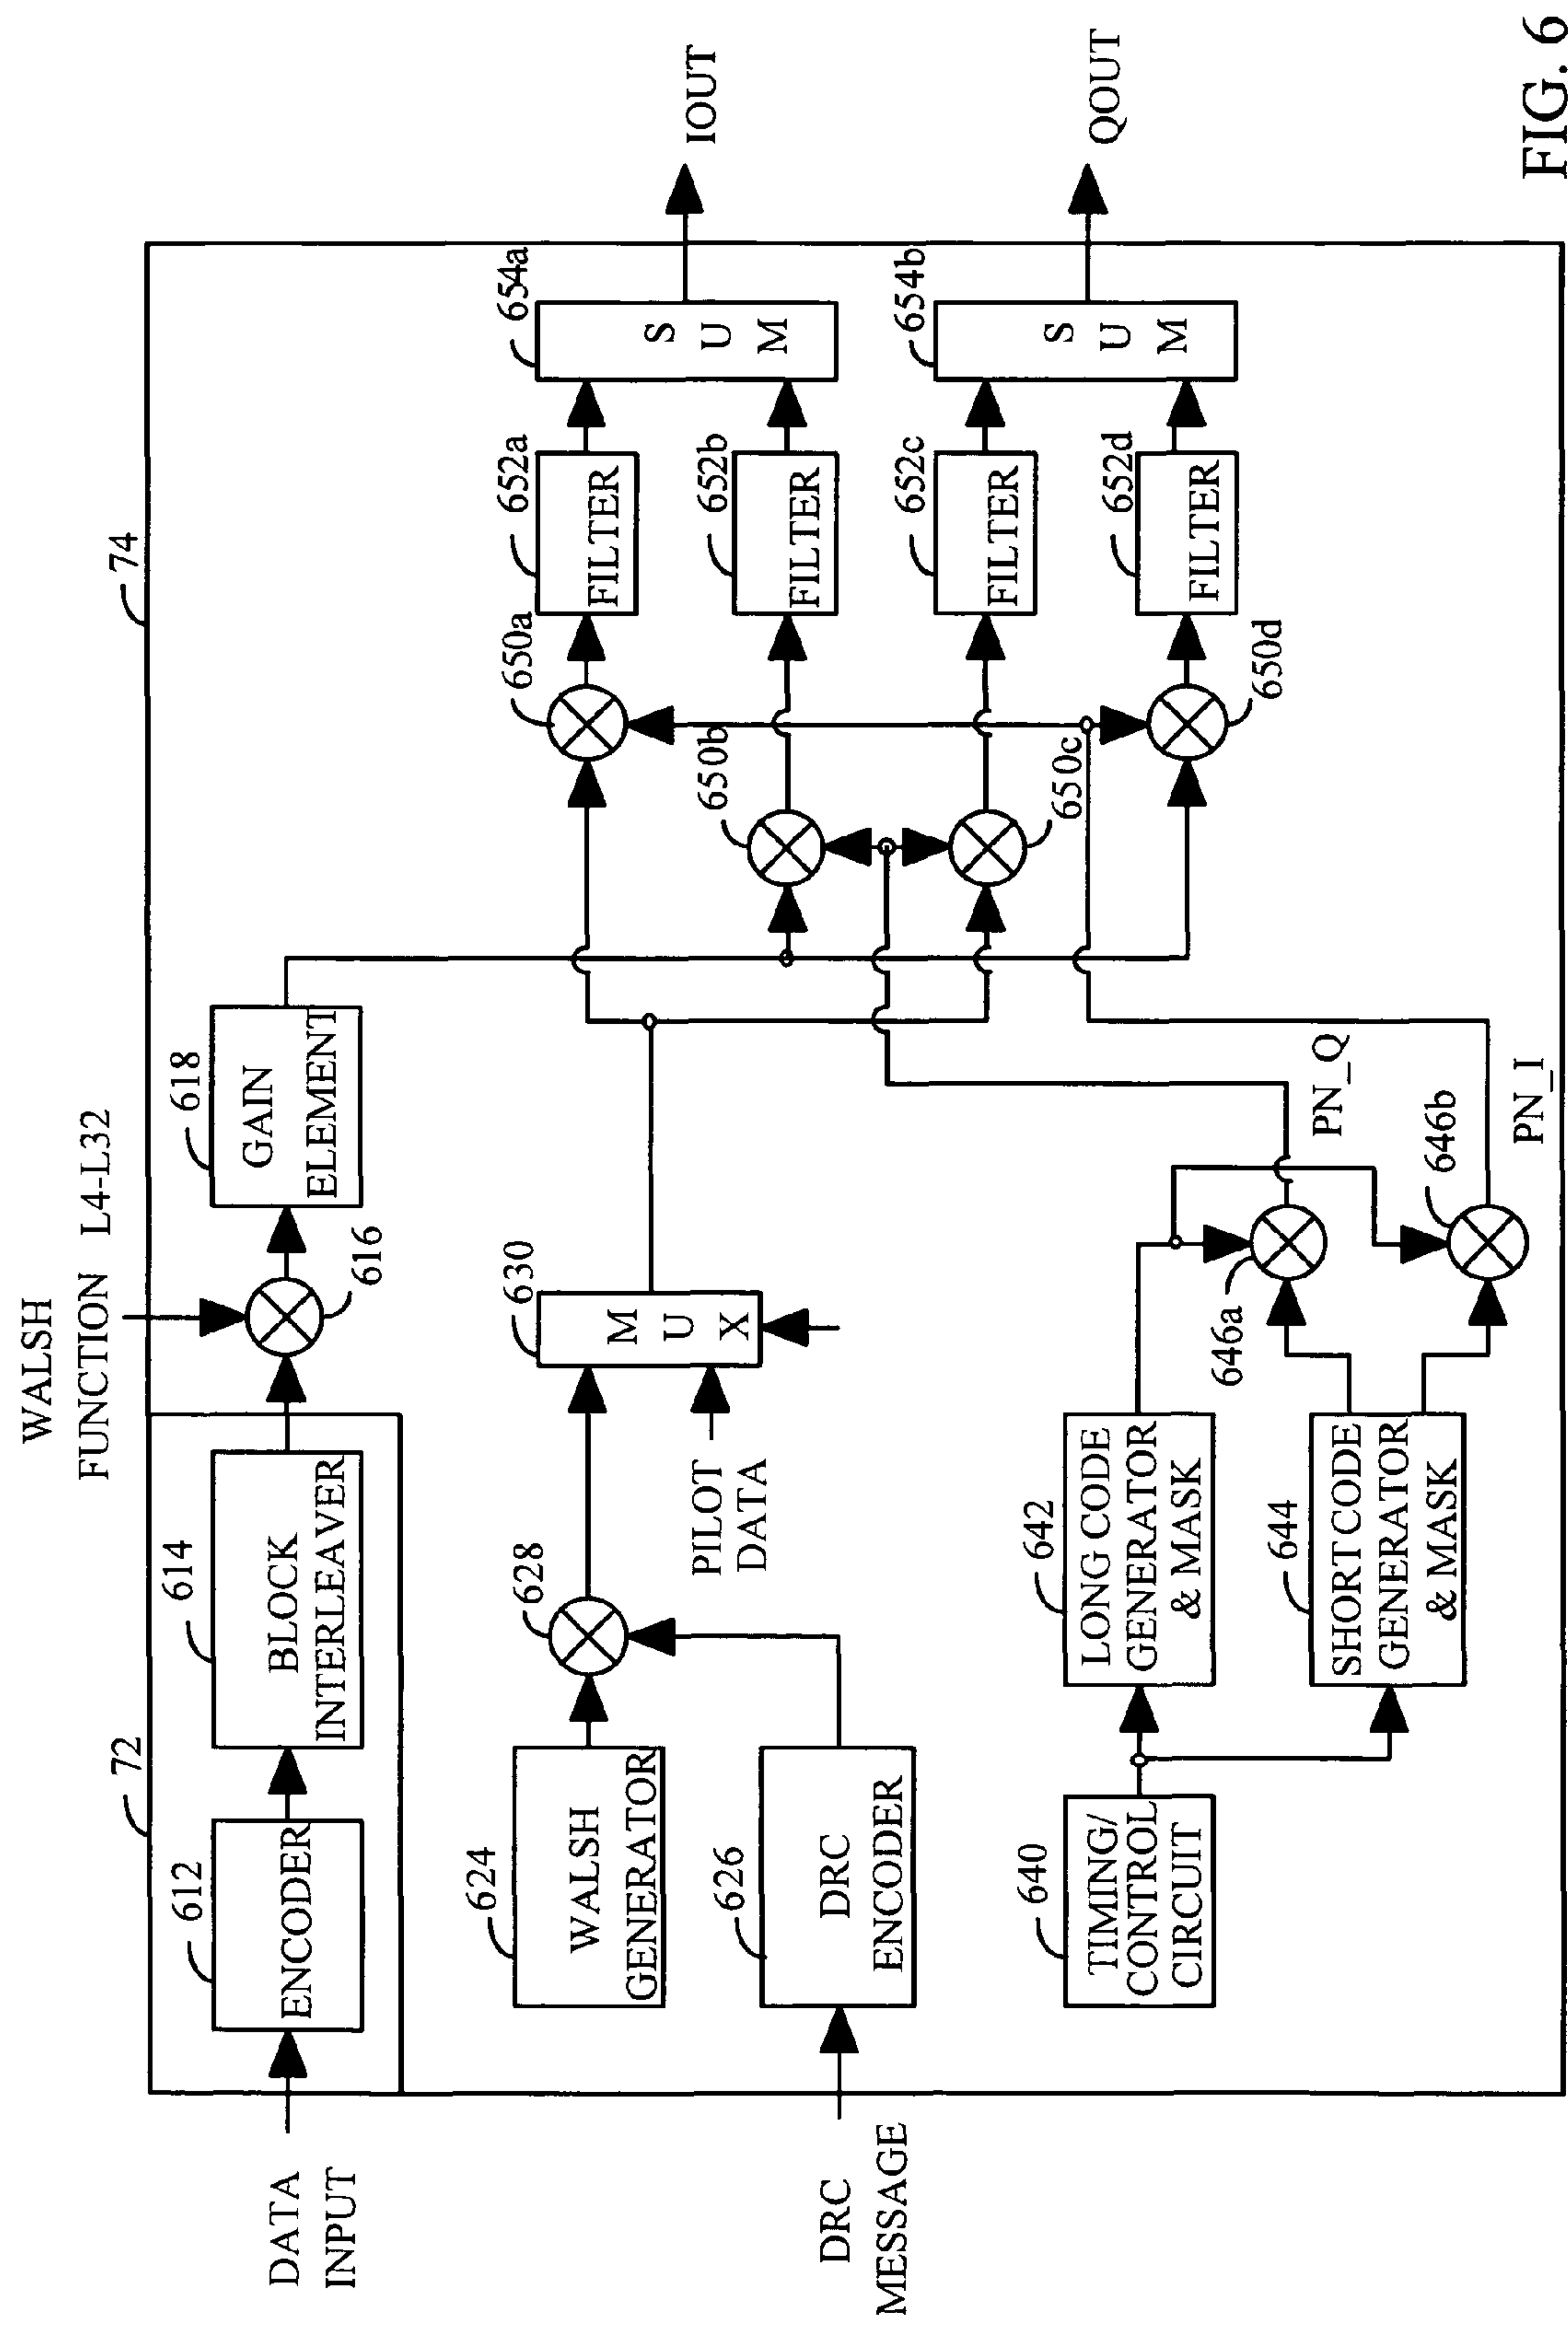 WALSH
FUNCTION L4-L32
72
74
612
ENCODER
614
BLOCK
INTERLEAVER
616
618
GAIN
ELEMENT
DATA
INPUT
624
WALSH
GENERATOR
628
630
M
U
X
PILOT
DATA
626
DRC
ENCODER
DRC
MESSAGE
640
TIMING/
CONTROL
CIRCUIT
642
LONG CODE
GENERATOR
& MASK
644
SHORT CODE
GENERATOR
& MASK
646a
PN_Q
646b
PN_I
650a
650b
650c
650d
652a
FILTER
652b
FILTER
652c
FILTER
652d
FILTER
654a
S
U
M
654b
S
U
M
IOUT
QOUT
FIG. 6